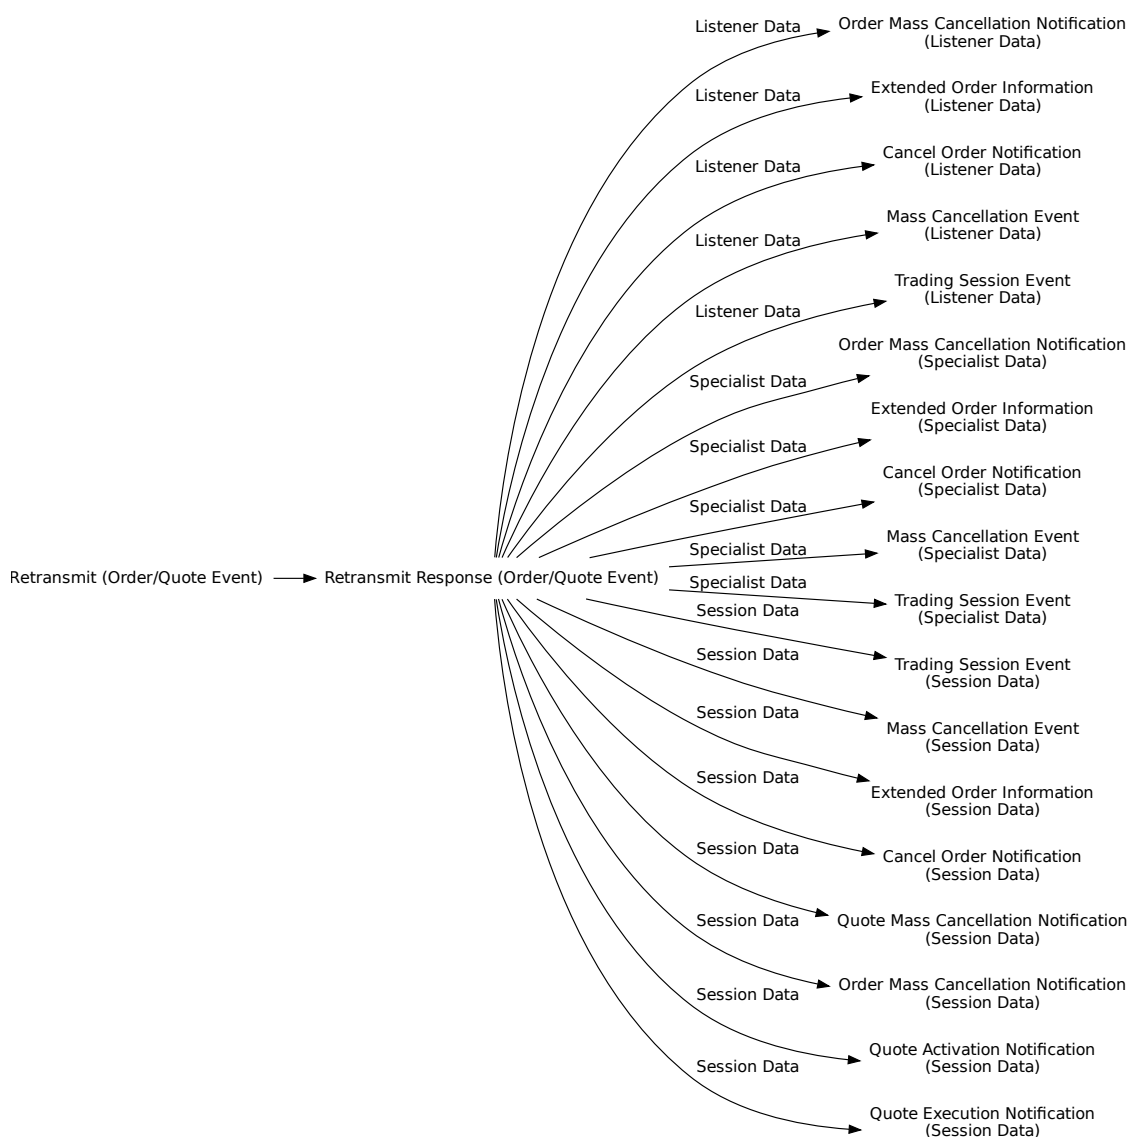 Listener Data
Order Mass Cancellation Notification
(Listener Data)
Listener Data
Extended Order Information
(Listener Data)
Listener Data
Cancel Order Notification
(Listener Data)
Listener Data
Mass Cancellation Event
(Listener Data)
Listener Data
Trading Session Event
(Listener Data)
Specialist Data
Order Mass Cancellation Notification
(Specialist Data)
Specialist Data
Extended Order Information
(Specialist Data)
Specialist Data
Cancel Order Notification
(Specialist Data)
Specialist Data
Mass Cancellation Event
(Specialist Data)
Retransmit (Order/Quote Event)
Retransmit Response (Order/Quote Event)
Specialist Data
Trading Session Event
(Specialist Data)
Session Data
Trading Session Event
(Session Data)
Session Data
Mass Cancellation Event
(Session Data)
Session Data
Extended Order Information
(Session Data)
Session Data
Cancel Order Notification
(Session Data)
Session Data
Quote Mass Cancellation Notification
(Session Data)
Session Data
Order Mass Cancellation Notification
(Session Data)
Session Data
Quote Activation Notification
(Session Data)
Session Data
Quote Execution Notification
(Session Data)